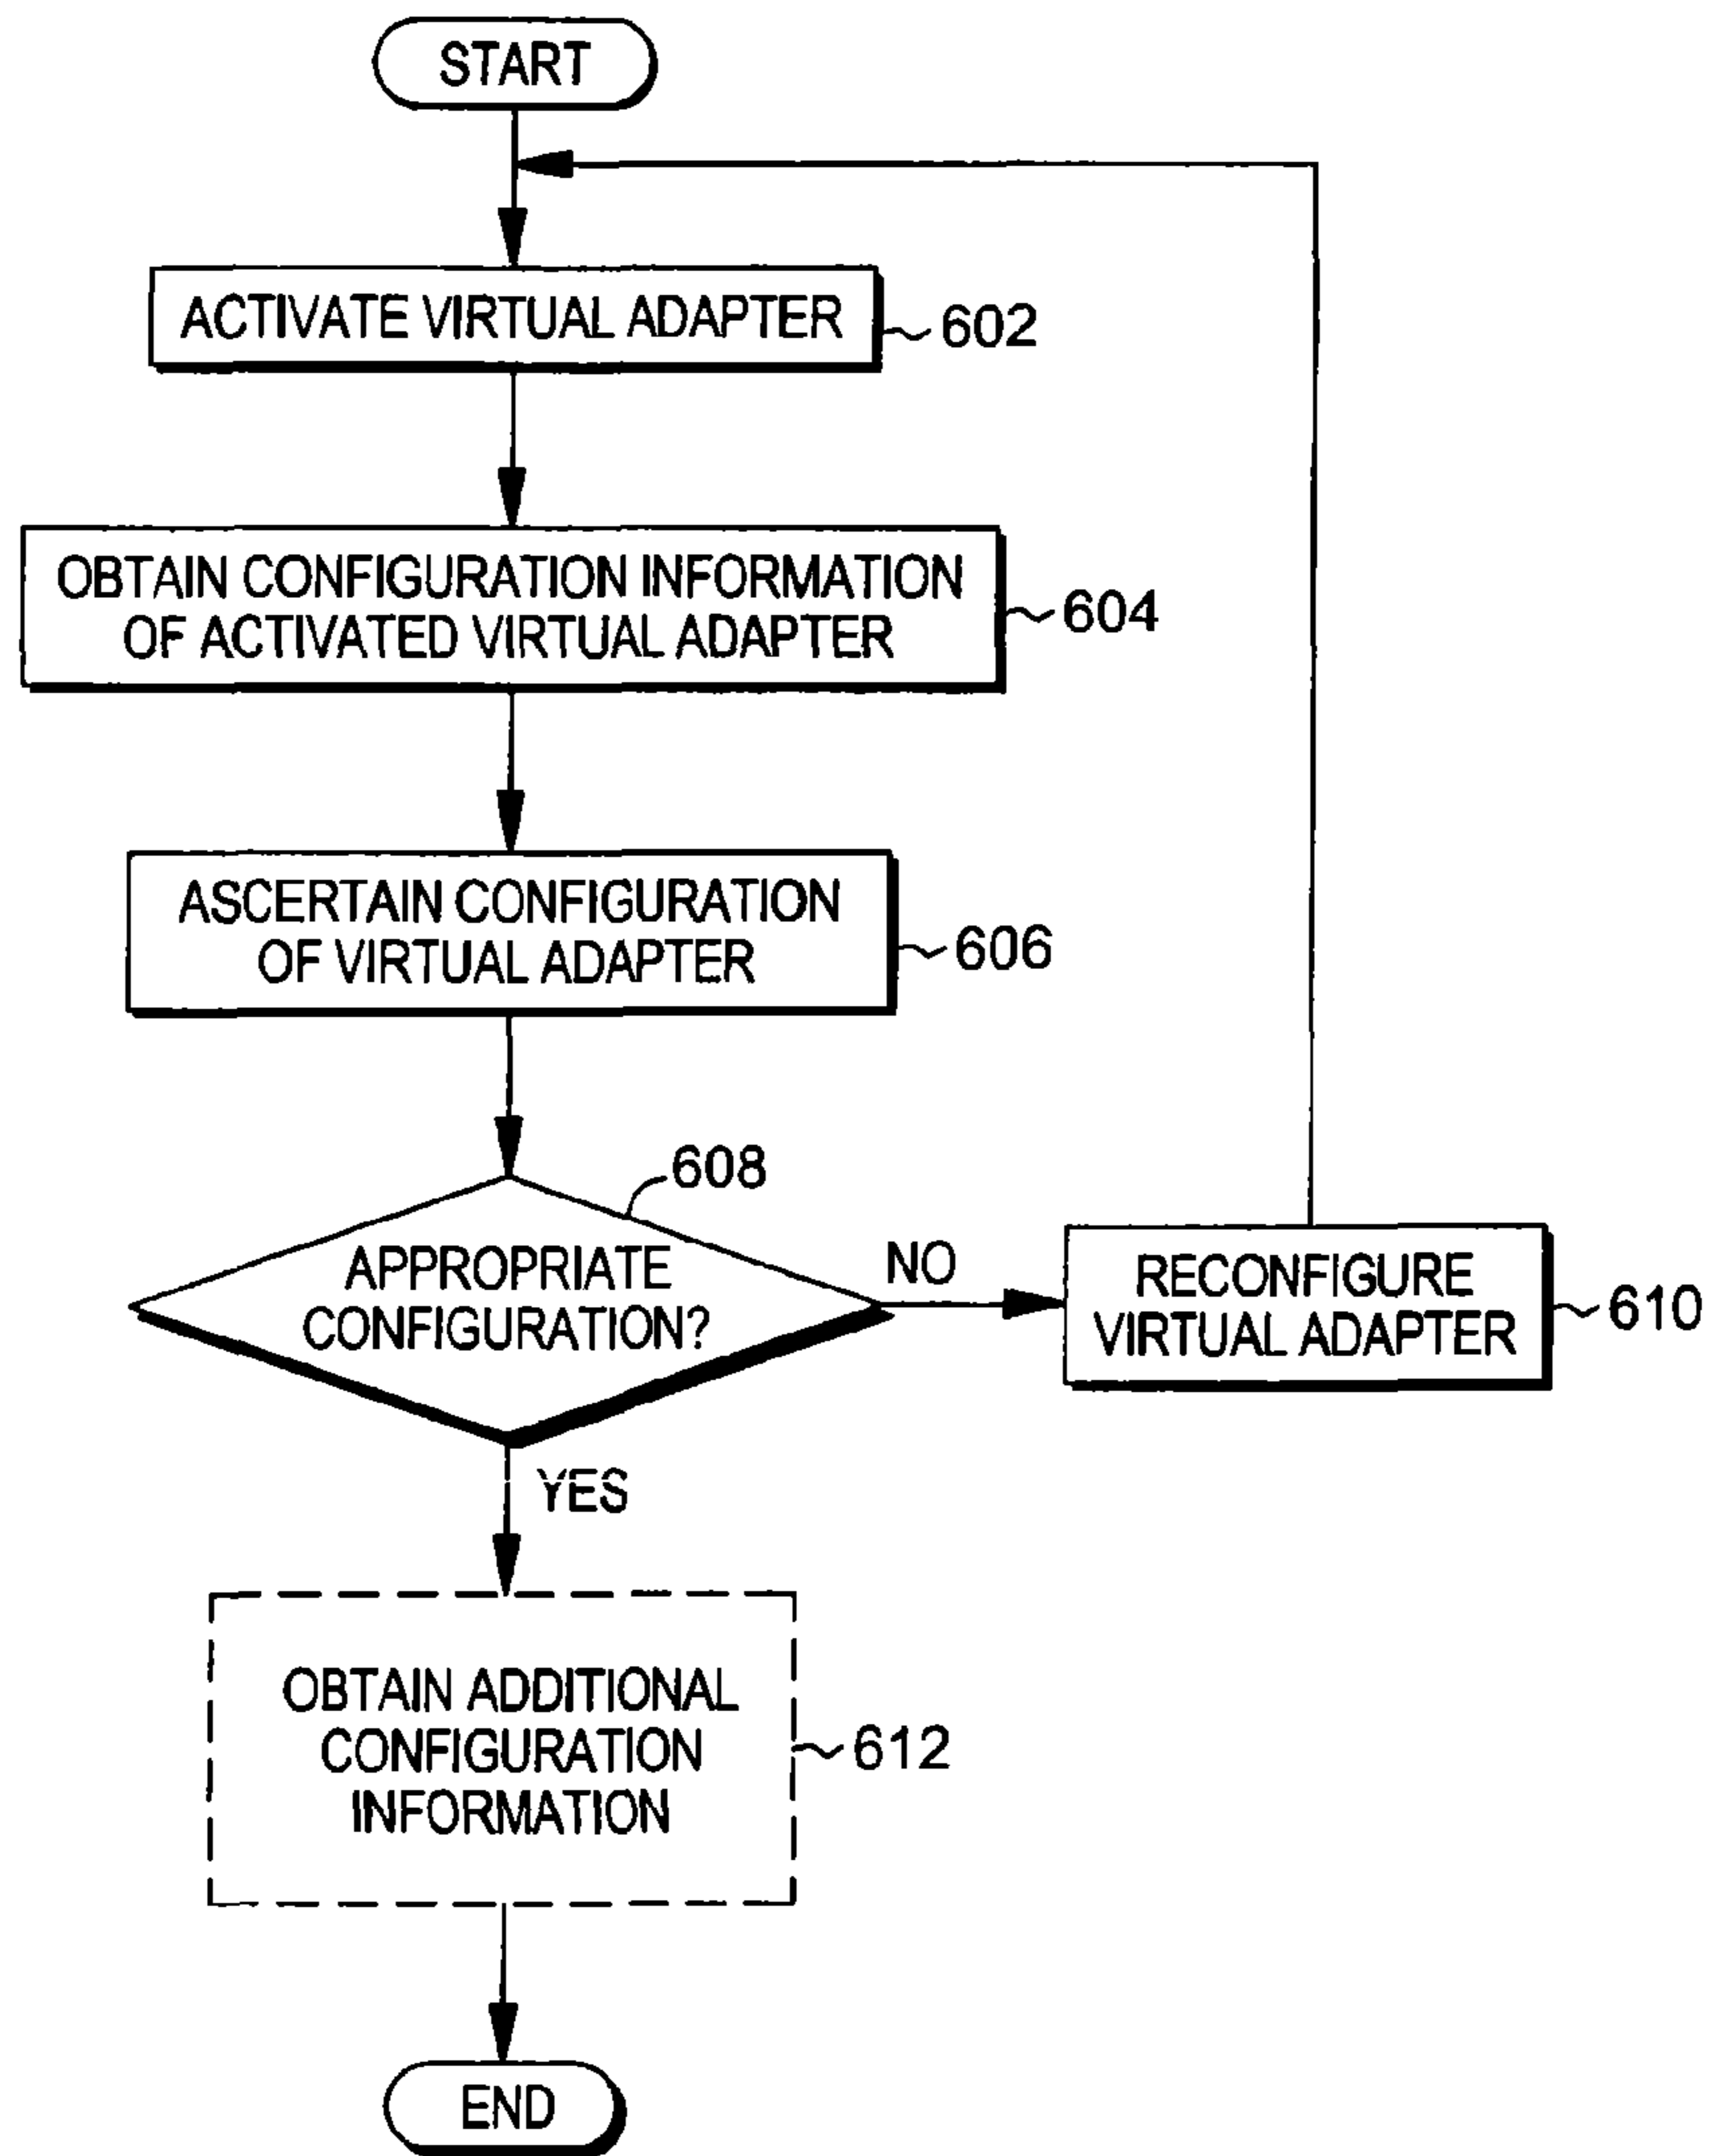 START
ACTIVATE VIRTUAL ADAPTER
602
OBTAIN CONFIGURATION INFORMATION
OF ACTIVATED VIRTUAL ADAPTER
604
ASCERTAIN CONFIGURATION
OF VIRTUAL ADAPTER
606
608
APPROPRIATE
CONFIGURATION?
NO
RECONFIGURE
VIRTUAL ADAPTER
610
YES
OBTAIN ADDITIONAL
CONFIGURATION
INFORMATION
612
END